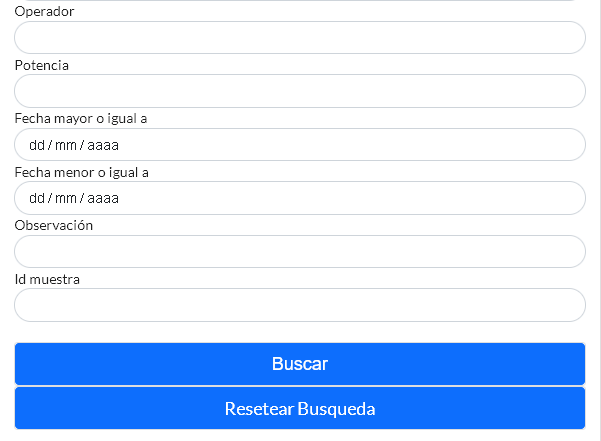 Operador
Potencia
Fecha mayor o igual a
dd / mm / aaaa
Fecha menor o igual a
dd / mm / aaaa
Observación
Id muestra
Buscar
Resetear Busqueda